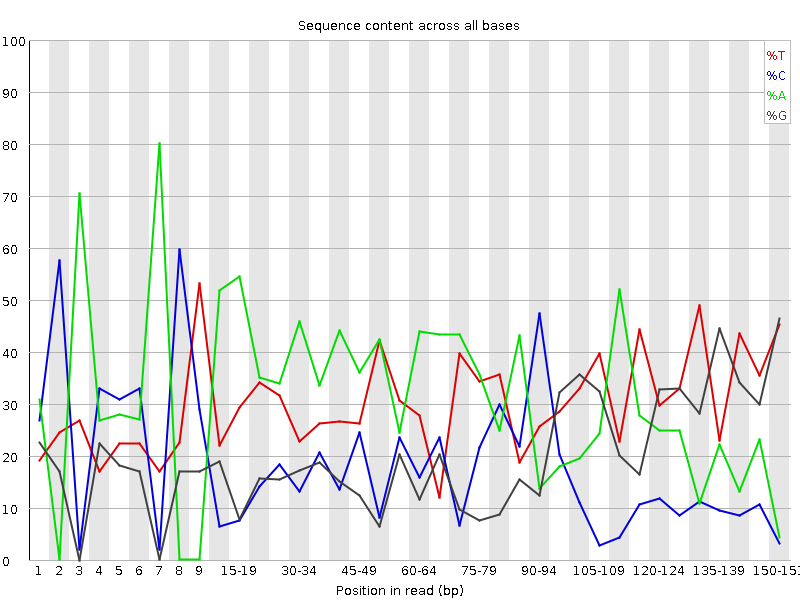 Sequence content across all bases
100
90
80
70
60
50
40
30
20
10
0
%T
%C
%A
%G
1 2 3 4 5 6 7 8 9 15-19 30-34 45-49 60-64 75-79 90-94 105-109 120-124 135-139 150-151
Position in read (bp)